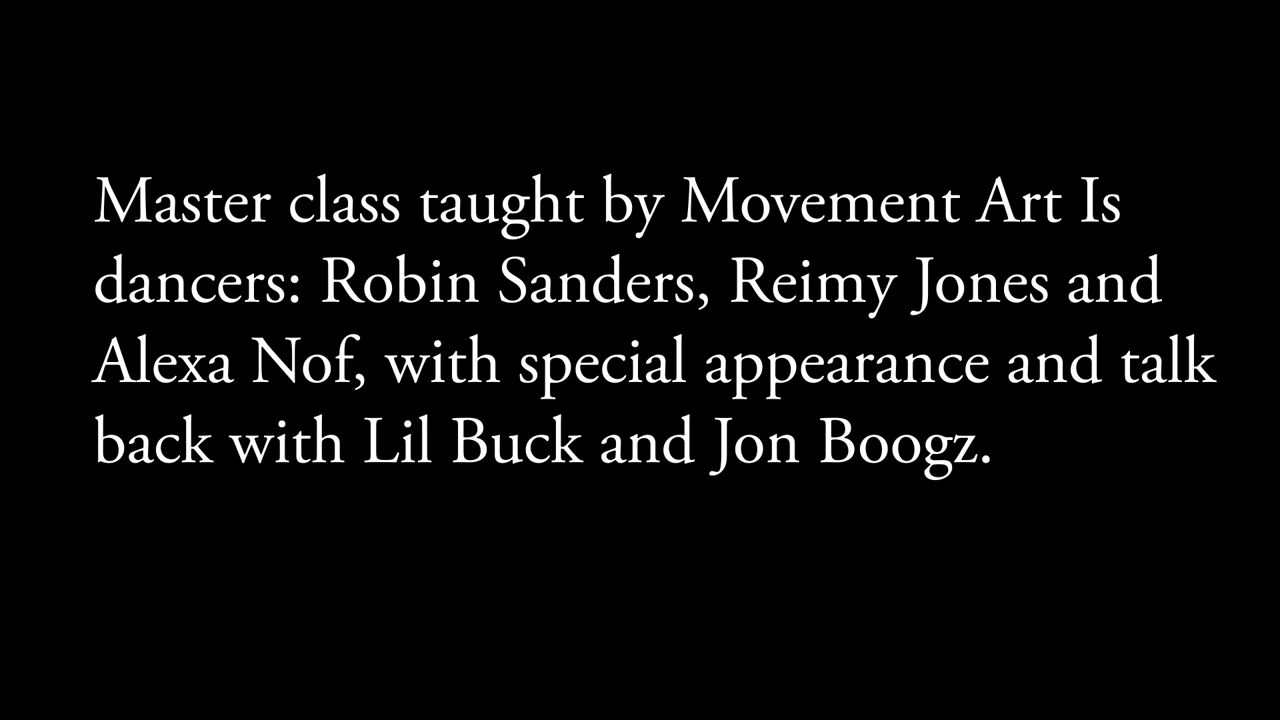 Master class taught by Movement Art Is
dancers: Robin Sanders, Reimy Jones and
Alexa Nof, with special appearance and talk
back with Lil Buck and Jon Boogz.